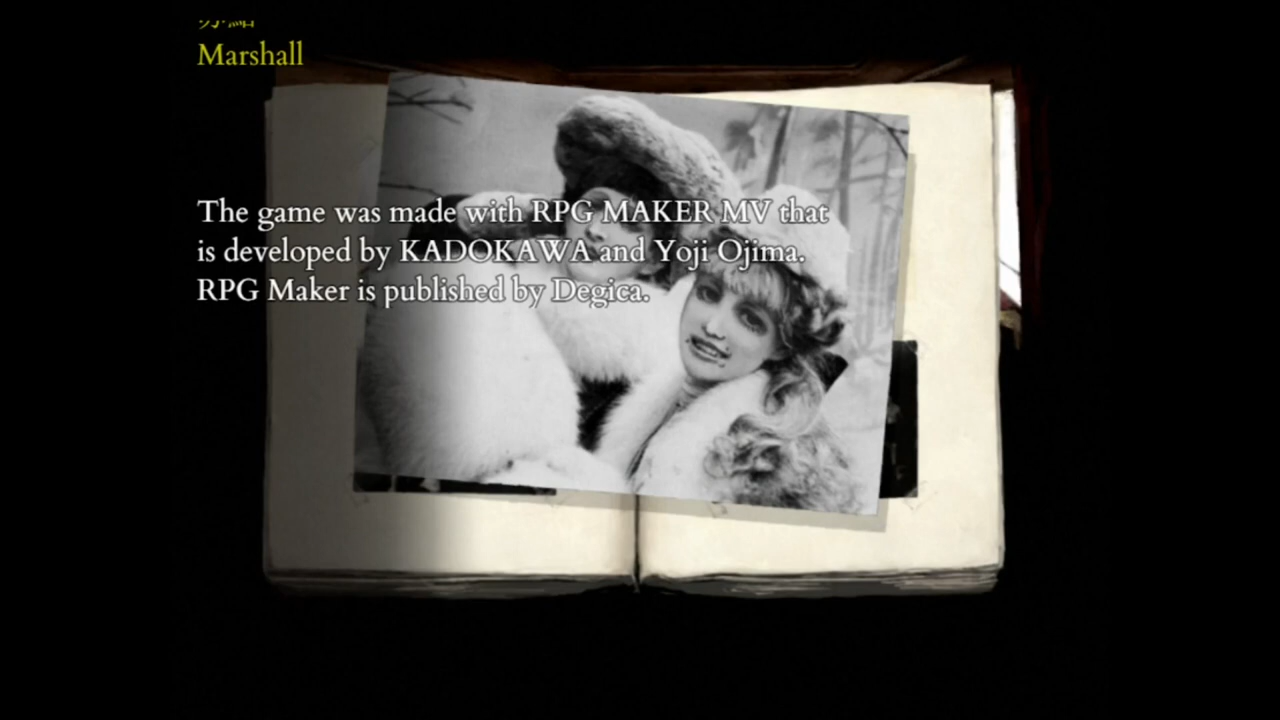 Marshall
The game was made with RPG MAKER MV that
is developed by KADOKAWA and Yoji Ojima.
RPG Maker is published by Degica.